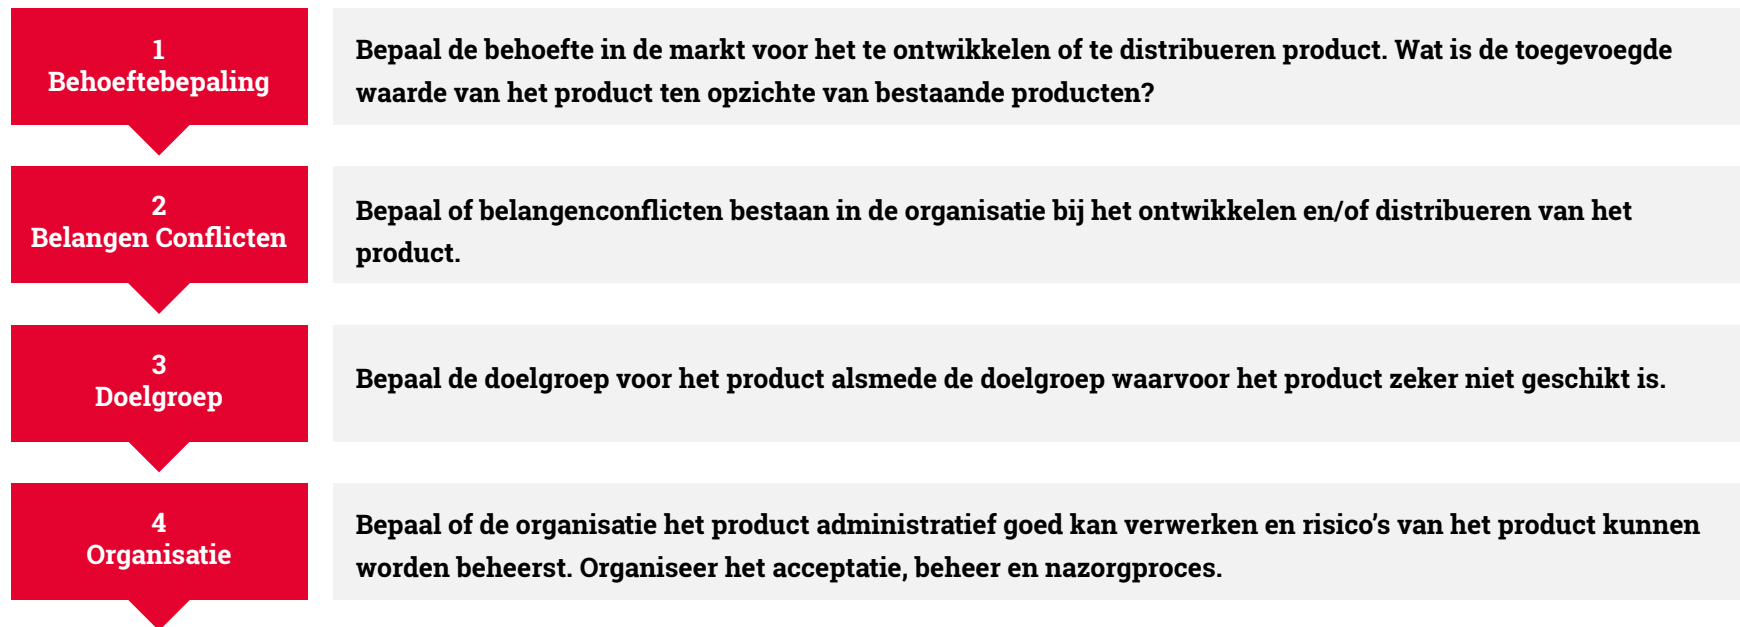 1
Behoeftebepaling
Bepaal de behoefte in de markt voor het te ontwikkelen of te distribueren product. Wat is de toegevoegde
waarde van het product ten opzichte van bestaande producten?
2
Belangen Conflicten
Bepaal of belangenconflicten bestaan in de organisatie bij het ontwikkelen en/of distribueren van het
product.
3
Doelgroep
Bepaal de doelgroep voor het product alsmede de doelgroep waarvoor het product zeker niet geschikt is.
4
Organisatie
Bepaal of de organisatie het product administratief goed kan verwerken en risico’s van het product kunnen
worden beheerst. Organiseer het acceptatie, beheer en nazorgproces.